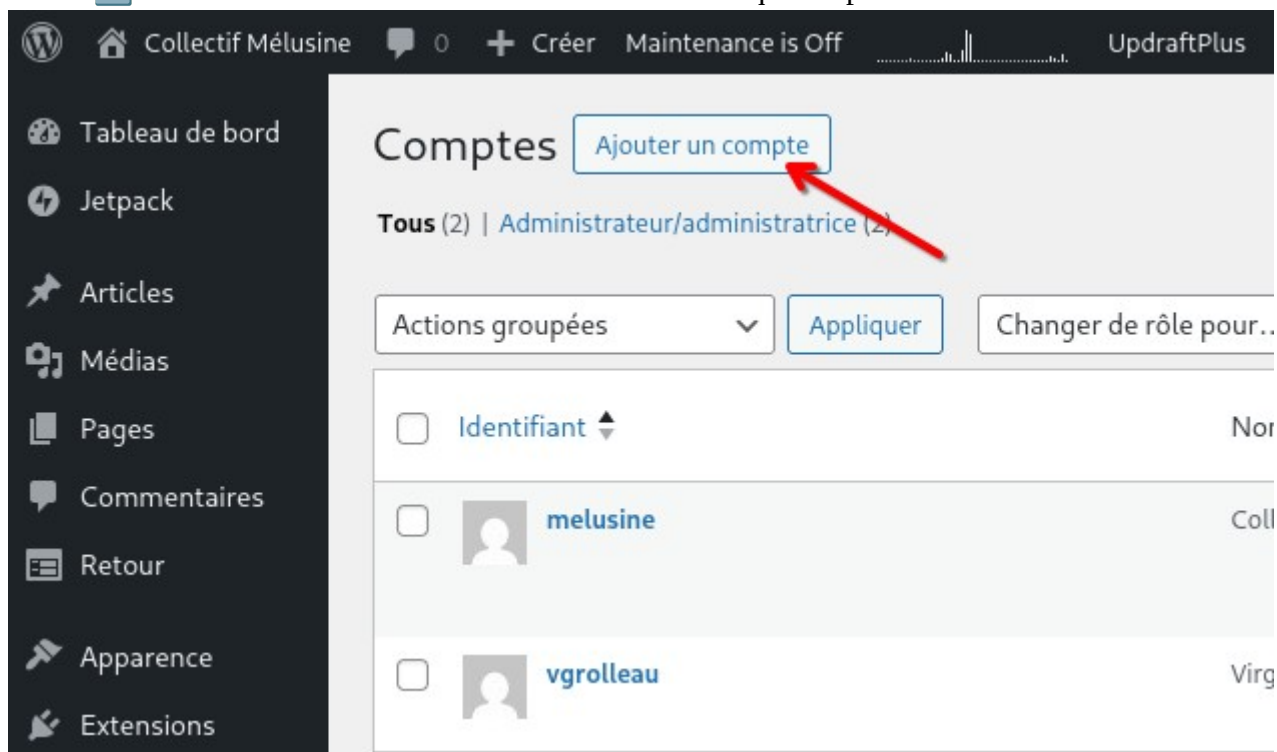 Collectif Mélusine 0 Créer Maintenance is Off UpdraftPlus
Tableau de bord
Jetpack
Articles
Médias
Pages
Commentaires
Retour
Apparence
Extensions
Comptes Ajouter un compte
Tous (2) | Administrateur/administratrice (2)
Actions groupées Appliquer Changer de rôle pour…
Identifiant
melusine
vgrolleau